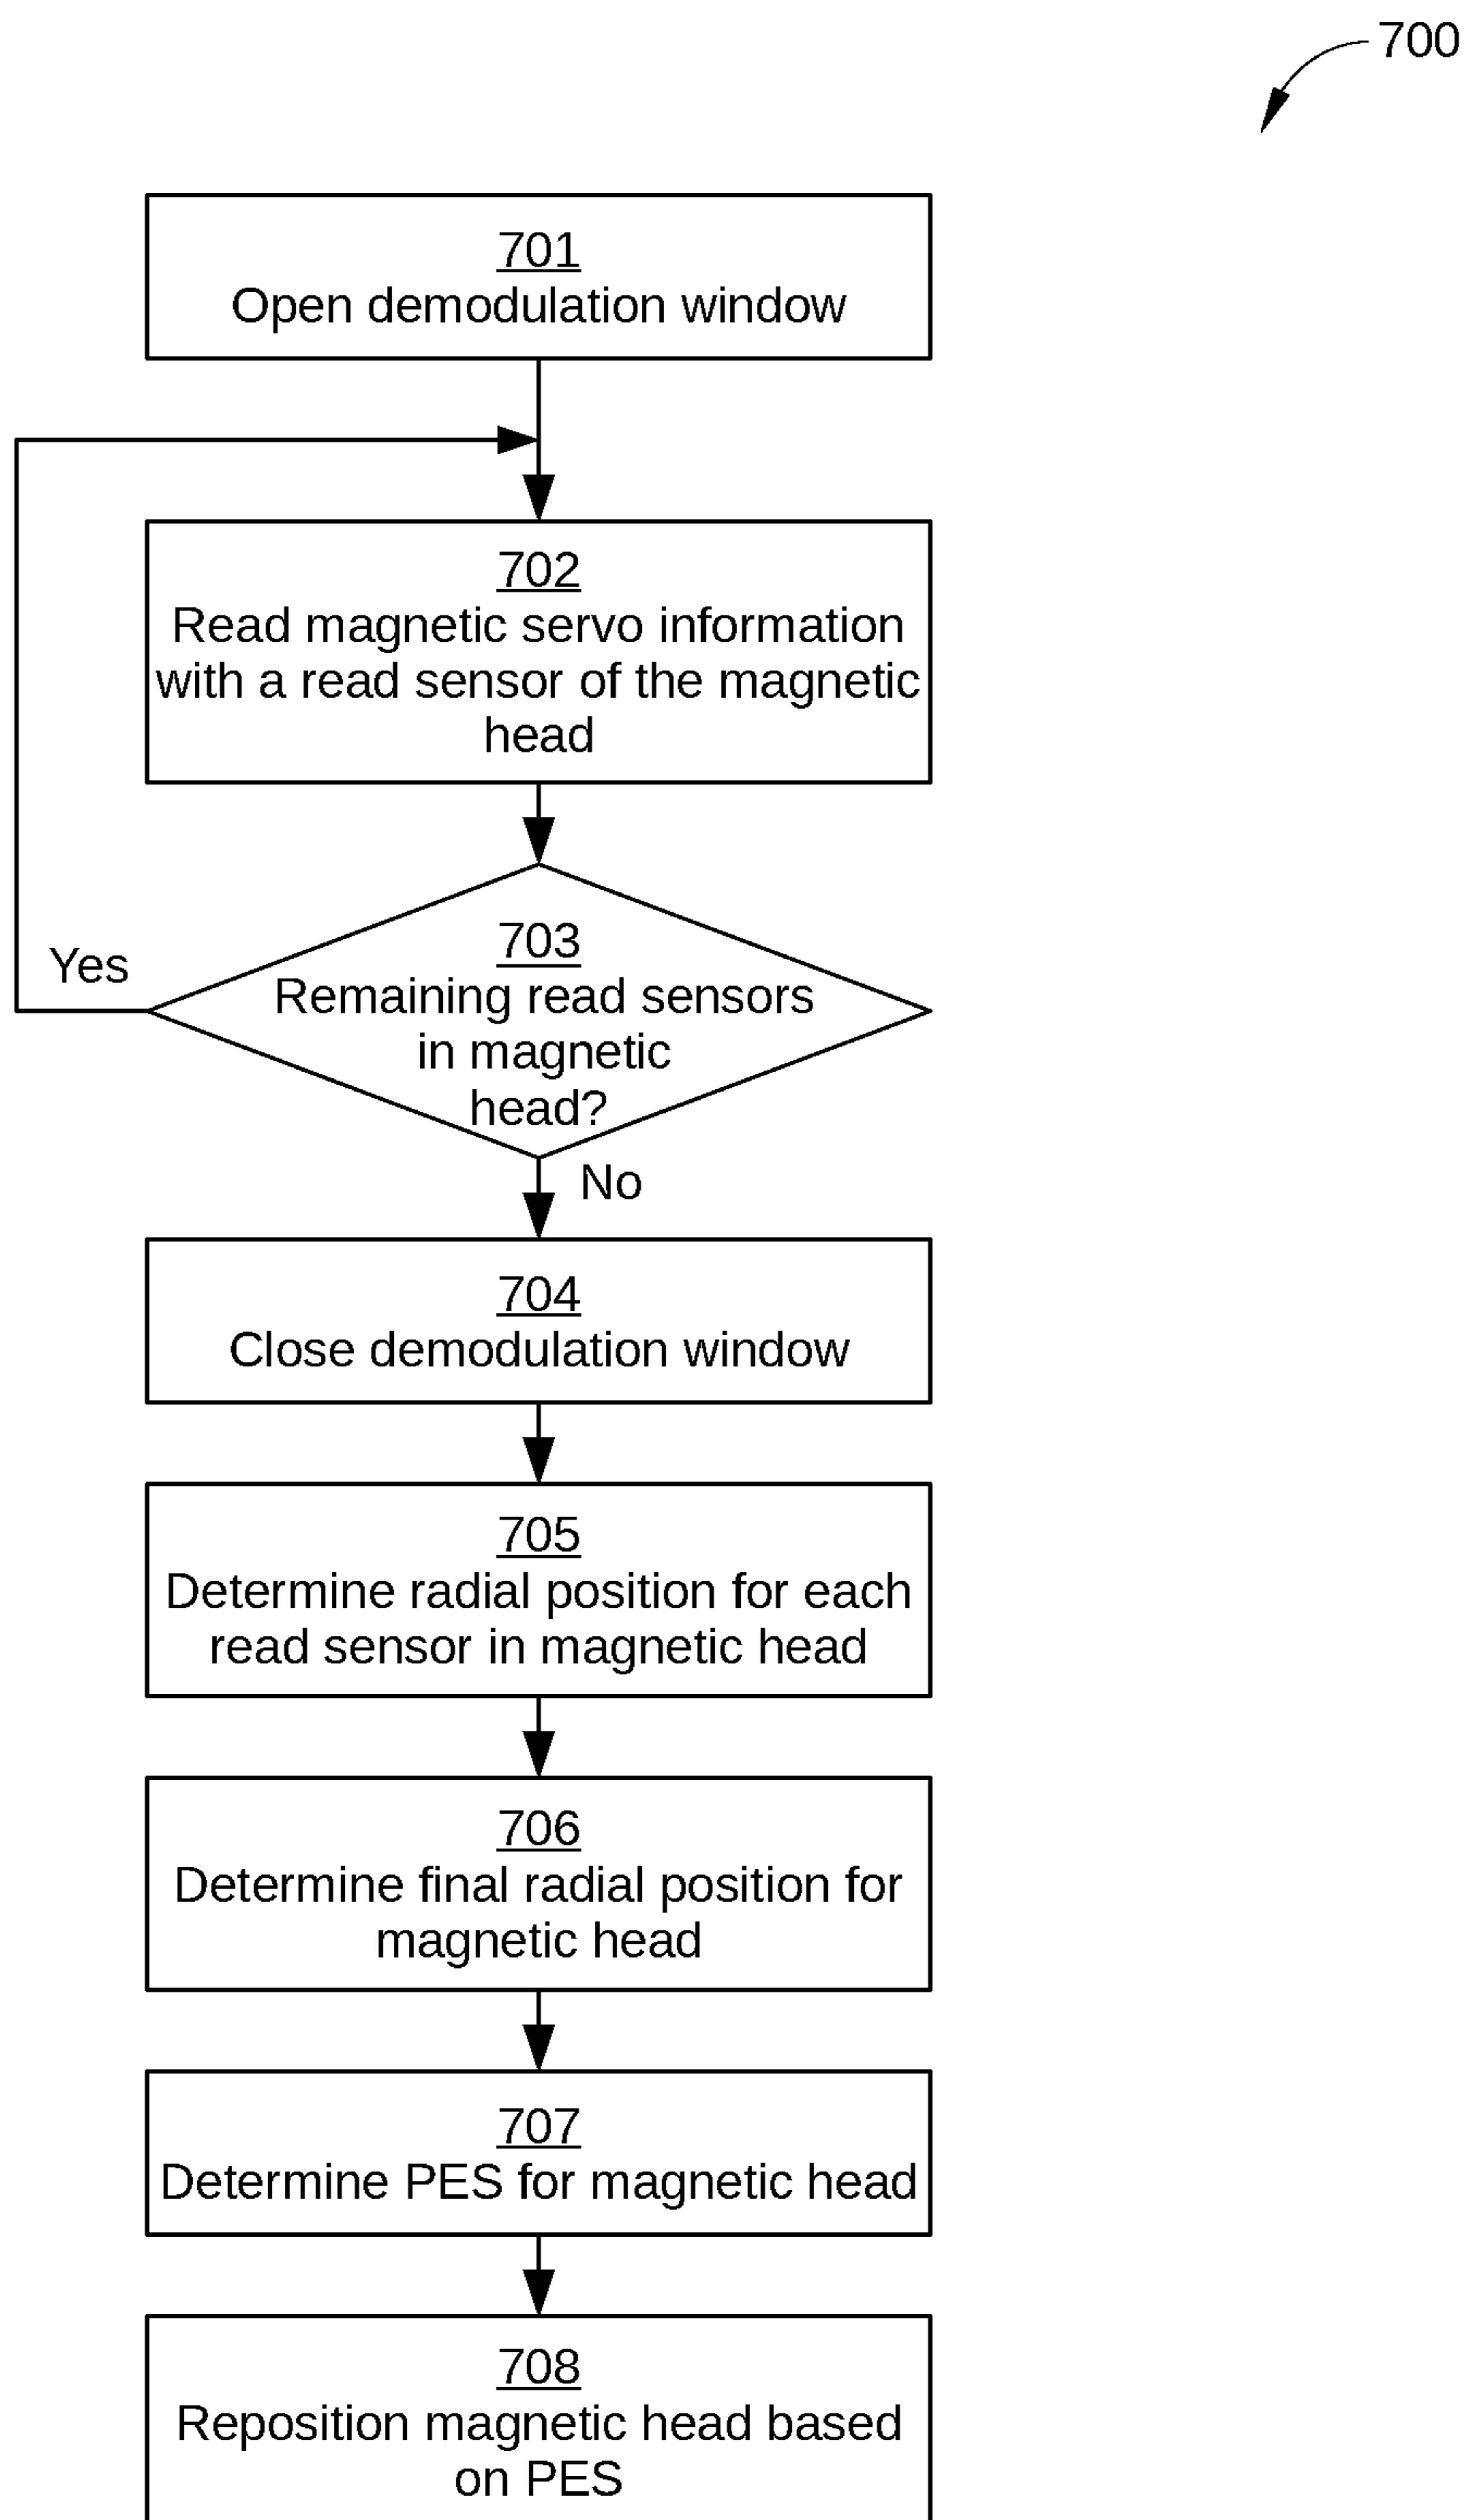 700
701
Open demodulation window
702
Read magnetic servo information
with a read sensor of the magnetic
head
703
Remaining read sensors
in magnetic
head?
Yes
No
704
Close demodulation window
705
Determine radial position for each
read sensor in magnetic head
706
Determine final radial position for
magnetic head
707
Determine PES for magnetic head
708
Reposition magnetic head based
on PES